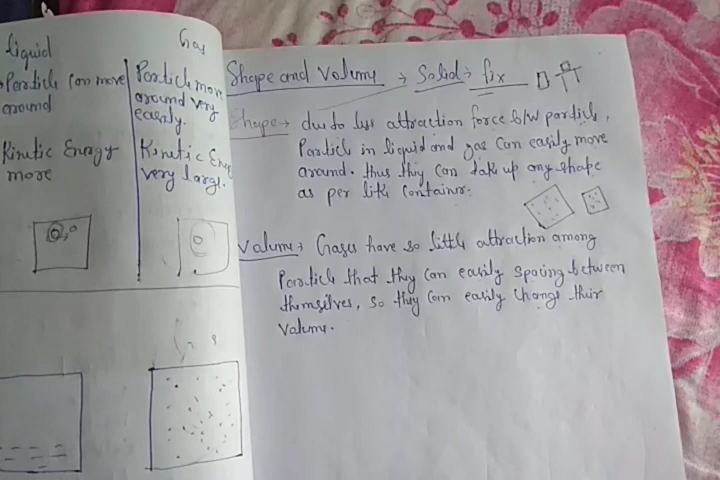 liquid
Gas
Particle can move
around
Particle move
around very
easily.
Kinetic Energy
more
Kinetic Ene
very large.
Shape and Volume → Solid → fix
Shape → due to less attraction force b/w particle,
Particle in liquid and gas can easily move
around. thus they can take up any shape
as per
Volume → Gases have so little attraction among
Particle that they can easily spacing between
themselves, so they can easily change their
Volume.